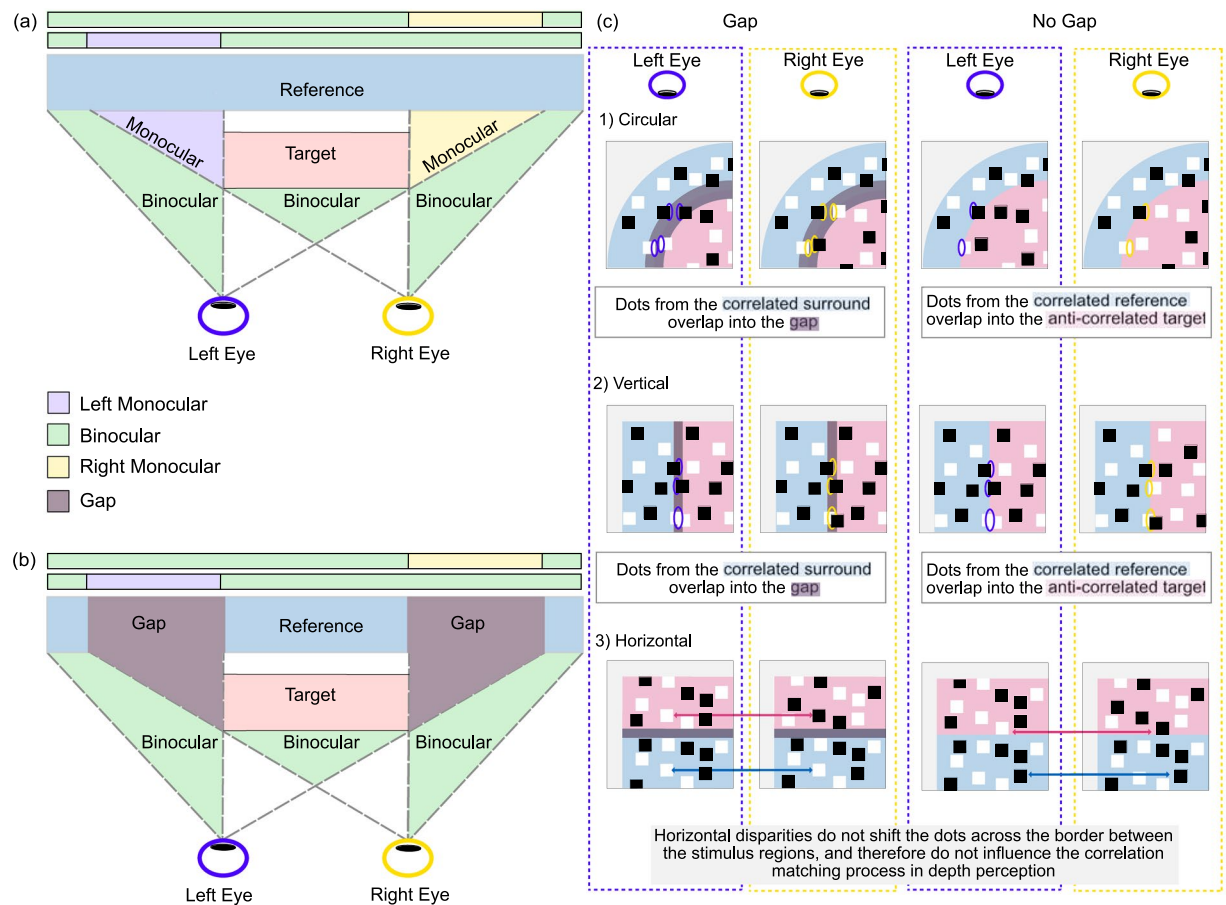 (a)
Reference
Monocular
Target
Monocular
Binocular
Binocular
Binocular
Left Eye
Right Eye
Left Monocular
Binocular
Right Monocular
Gap
(b)
Gap
Reference
Gap
Target
Binocular
Binocular
Binocular
Left Eye
Right Eye
(c)
Gap
No Gap
Left Eye
Right Eye
Left Eye
Right Eye
1) Circular
Dots from the correlated surround
overlap into the gap
Dots from the correlated reference
overlap into the anti-correlated target
2) Vertical
Dots from the correlated surround
overlap into the gap
Dots from the correlated reference
overlap into the anti-correlated target
3) Horizontal
Horizontal disparities do not shift the dots across the border between
the stimulus regions, and therefore do not influence the correlation
matching process in depth perception